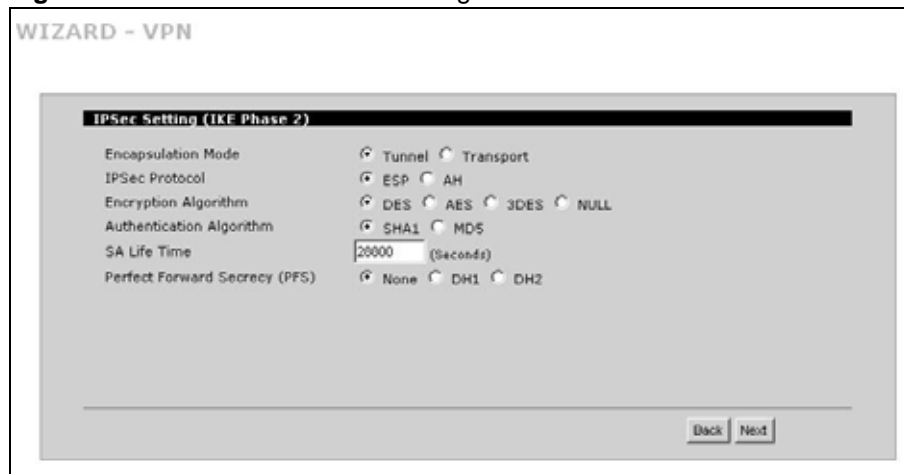 WIZARD - VPN
IPSec Setting (IKE Phase 2)
Encapsulation Mode Tunnel Transport
IPSec Protocol ESP AH
Encryption Algorithm DES AES 3DES NULL
Authentication Algorithm SHA1 MD5
SA Life Time 28800 (Seconds)
Perfect Forward Secrecy (PFS) None DH1 DH2
Back Next